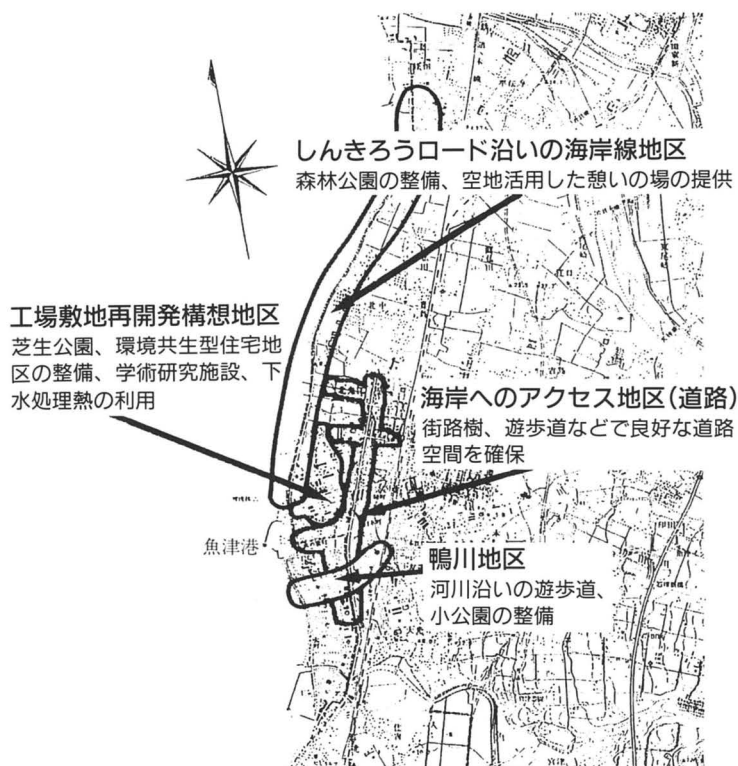 しんきろうロード沿いの海岸線地区
森林公園の整備、空地活用した憩いの場の提供
工場敷地再開発構想地区
芝生公園、環境共生型住宅地
区の整備、学術研究施設、下
水処理熱の利用
海岸へのアクセス地区(道路)
街路樹、遊歩道などで良好な道路
空間を確保
魚津港
鴨川地区
河川沿いの遊歩道、
小公園の整備